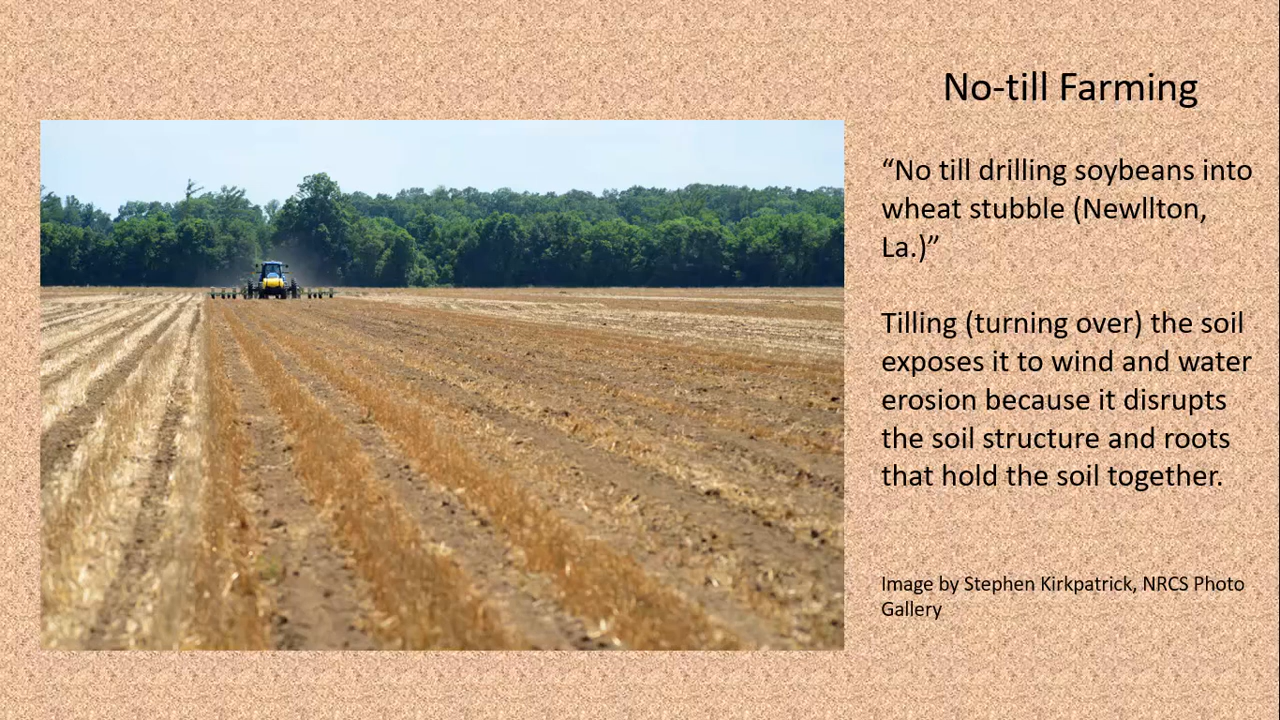 No-till Farming
“No till drilling soybeans into
wheat stubble (Newllton,
La.)”
Tilling (turning over) the soil
exposes it to wind and water
erosion because it disrupts
the soil structure and roots
that hold the soil together.
Image by Stephen Kirkpatrick, NRCS Photo
Gallery